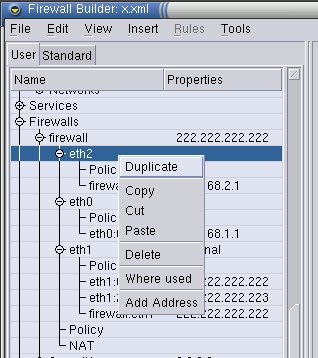 Firewall Builder: x.xml
File Edit View Insert Rules Tools
User Standard
Name Properties
Networks
Services
Firewalls
firewall 222.222.222.222
eth2
Duplicate
Polic
firewa 68.2.1
Copy
eth0
Cut
Polic
Paste
eth0:( 68.1.1
eth1 nal
Delete
Polic
Where used
eth1: 222.222.222.222
eth1:2 222.222.222.223
Add Address
firewall:eth1 222.222.222.222
Policy
NAT